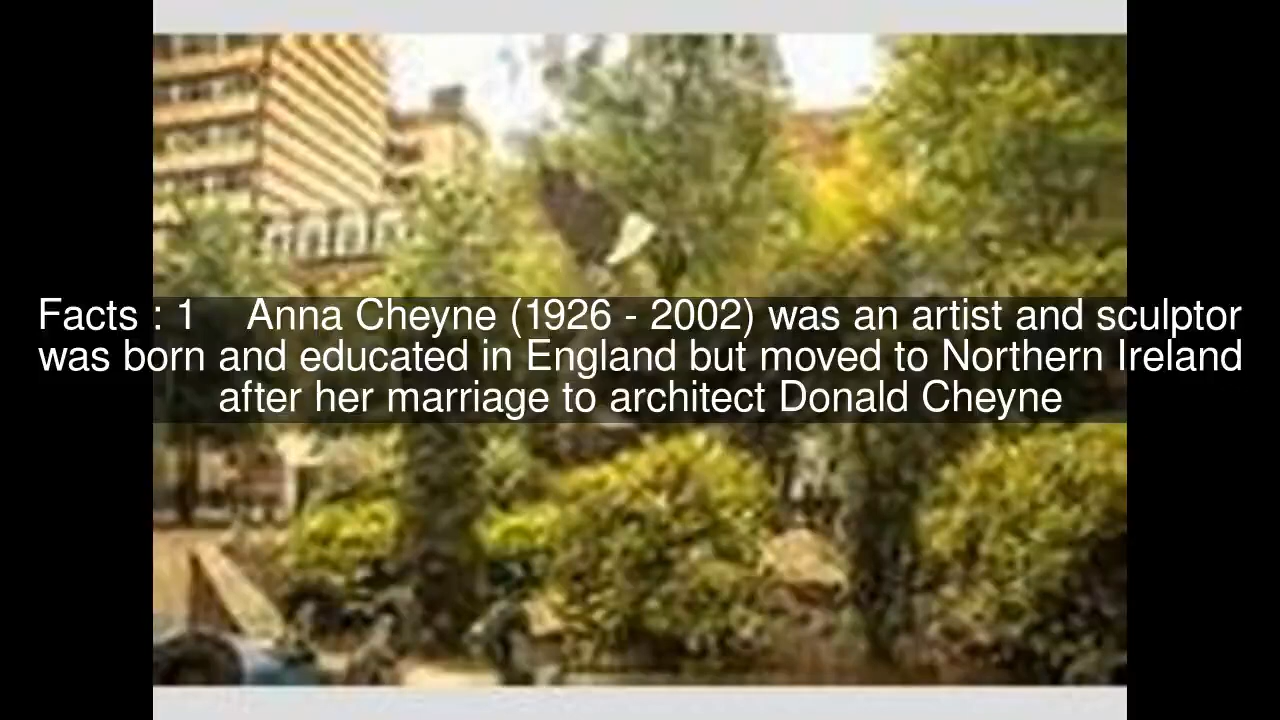 Facts : 1 Anna Cheyne (1926 - 2002) was an artist and sculptor
was born and educated in England but moved to Northern Ireland
after her marriage to architect Donald Cheyne